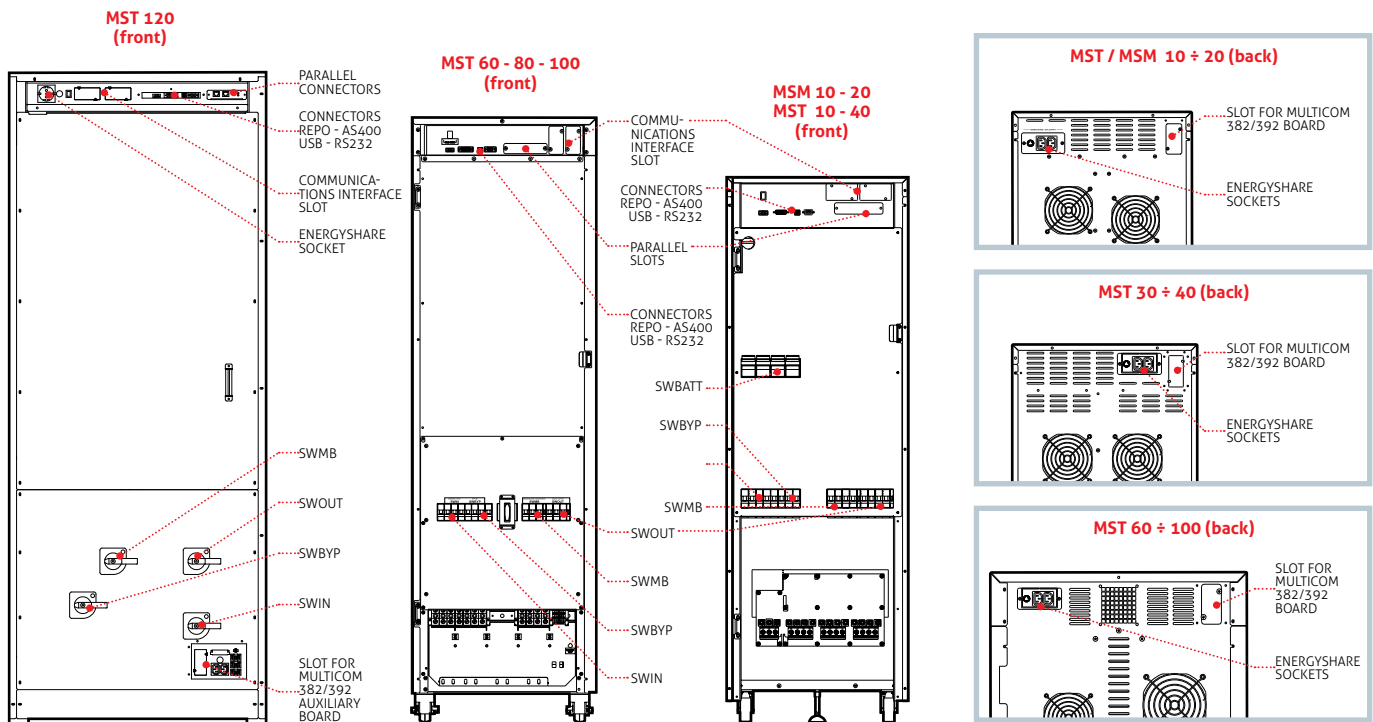 MST 120
(front)
PARALLEL
CONNECTORS
CONNECTORS
REPO - AS400
USB - RS232
COMMUNICA-
TIONS INTERFACE
SLOT
ENERGYSHARE
SOCKET
SWMB
SWOUT
SWBYP
SWIN
SLOT FOR
MULTICOM
382/392
AUXILIARY
BOARD
MST 60 - 80 - 100
(front)
SWIN SWBYP
SWMB SWOUT
COMMU-
NICATIONS
INTERFACE
SLOT
CONNECTORS
REPO - AS400
USB - RS232
PARALLEL
SLOTS
CONNECTORS
REPO - AS400
USB - RS232
SWBATT
SWBYP
SWMB
SWOUT
SWMB
SWBYP
SWIN
MSM 10 - 20
MST 10 - 40
(front)
MST / MSM 10 ÷ 20 (back)
SLOT FOR MULTICOM
382/392 BOARD
ENERGYSHARE
SOCKETS
MST 30 ÷ 40 (back)
SLOT FOR MULTICOM
382/392 BOARD
ENERGYSHARE
SOCKETS
MST 60 ÷ 100 (back)
SLOT FOR
MULTICOM
382/392
BOARD
ENERGYSHARE
SOCKETS